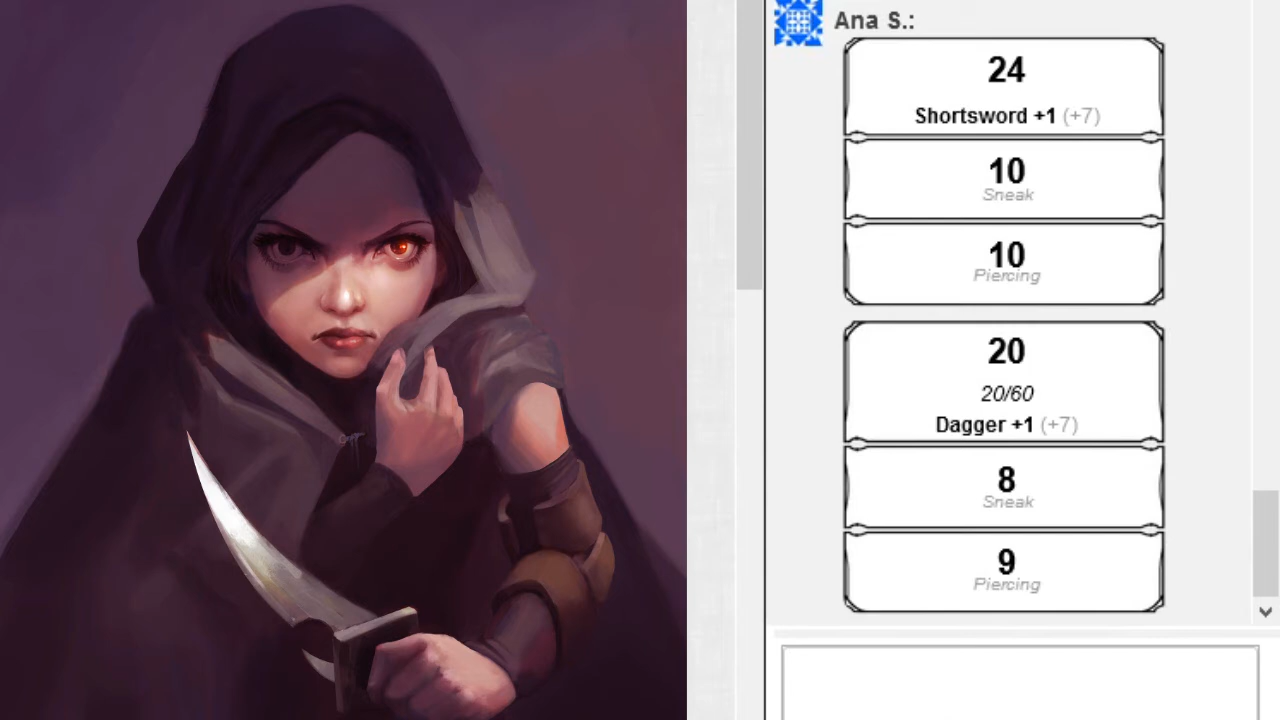 Ana S.:
24
Shortsword +1 (+7)
10
Sneak
10
Piercing
20
20/60
Dagger +1 (+7)
8
Sneak
9
Piercing